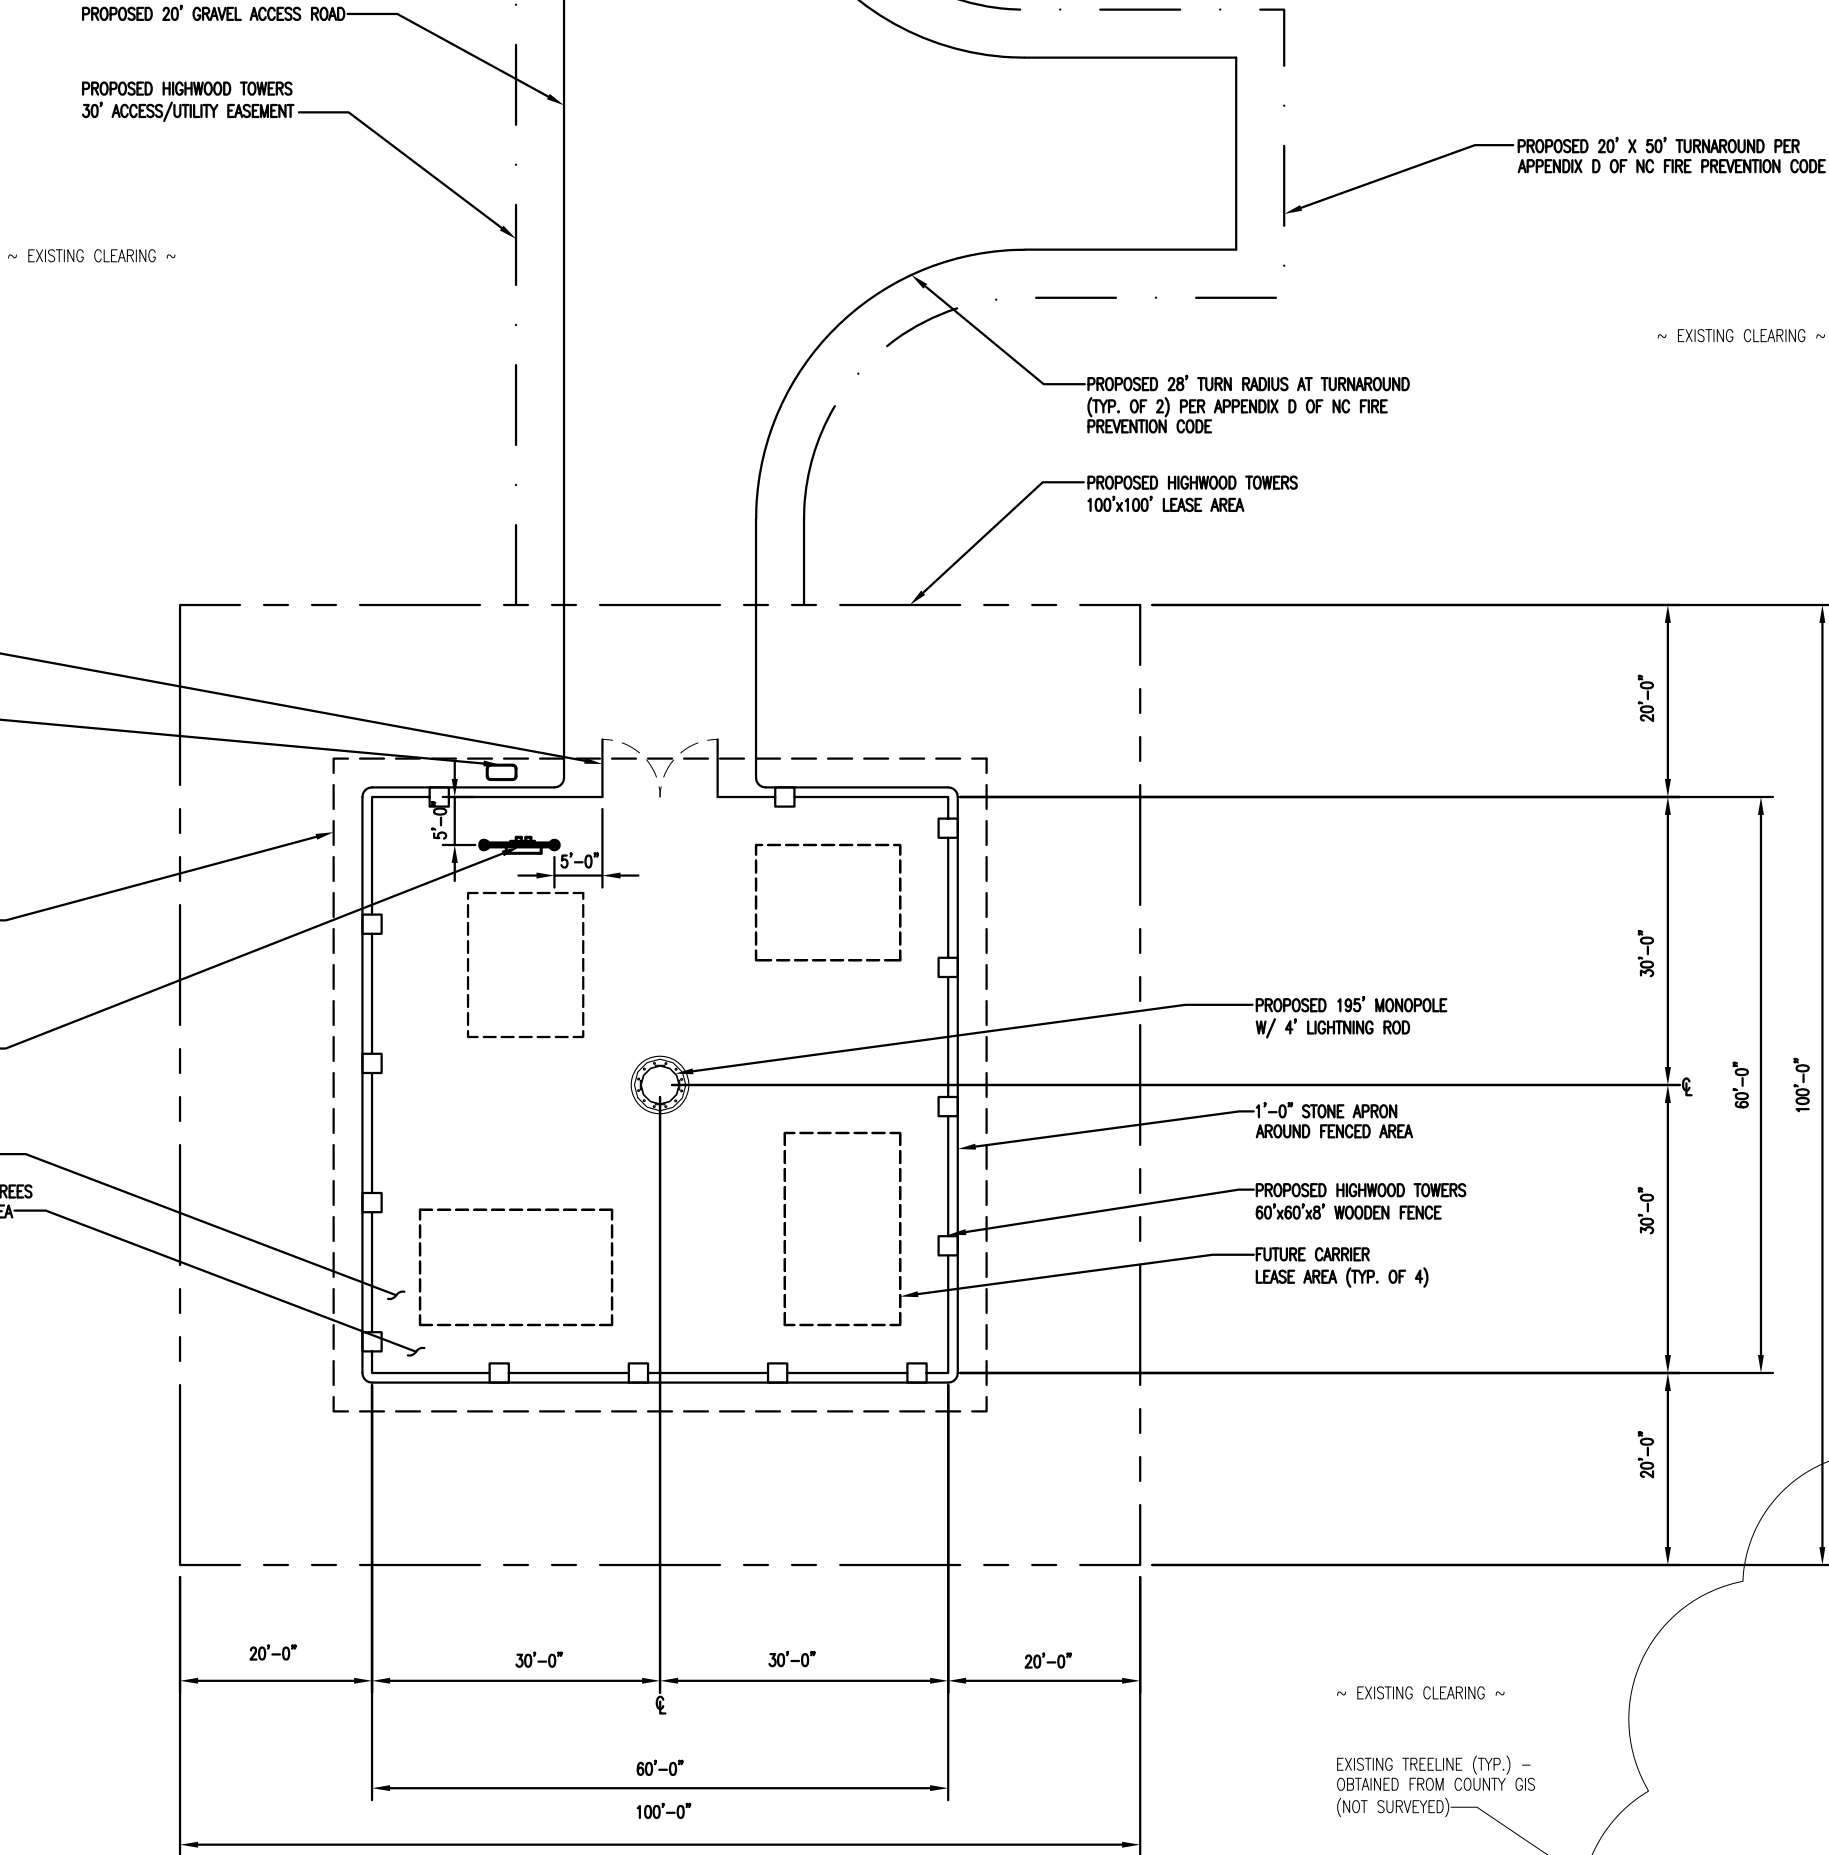 PROPOSED 20' GRAVEL ACCESS ROAD
PROPOSED HIGHWOOD TOWERS
30' ACCESS/UTILITY EASEMENT
PROPOSED 20' X 50' TURNAROUND PER
APPENDIX D OF NC FIRE PREVENTION CODE
~ EXISTING CLEARING ~
~ EXISTING CLEARING ~
PROPOSED 28' TURN RADIUS AT TURNAROUND
(TYP. OF 2) PER APPENDIX D OF NC FIRE
PREVENTION CODE
PROPOSED HIGHWOOD TOWERS
100'x100' LEASE AREA
20'-0"
5'-0"
5'-0"
30'-0"
PROPOSED 195' MONOPOLE
W/ 4' LIGHTNING ROD
℄
60'-0"
100'-0"
1'-0" STONE APRON
AROUND FENCED AREA
REES
EA
PROPOSED HIGHWOOD TOWERS
60'x60'x8' WOODEN FENCE
30'-0"
FUTURE CARRIER
LEASE AREA (TYP. OF 4)
20'-0"
20'-0"
30'-0"
30'-0"
20'-0"
℄
60'-0"
100'-0"
~ EXISTING CLEARING ~
EXISTING TREELINE (TYP.) -
OBTAINED FROM COUNTY GIS
(NOT SURVEYED)